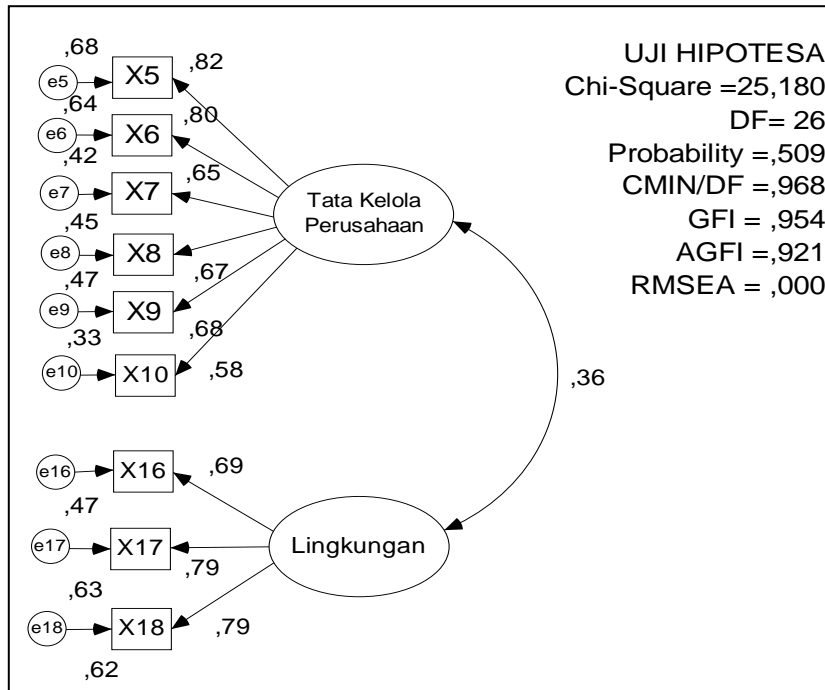 ,68
,82
e5
X5
,64
,80
e6
X6
,42
,65
e7
X7
,45
e8
X8
,67
,47
e9
X9
,68
,33
e10
X10
,58
Tata Kelola
Perusahaan
UJI HIPOTESA
Chi-Square =25,180
DF= 26
Probability =,509
CMIN/DF =,968
GFI = ,954
AGFI =,921
RMSEA = ,000
,36
e16
X16
,69
,47
e17
X17
,79
Lingkungan
,63
e18
X18
,79
,62